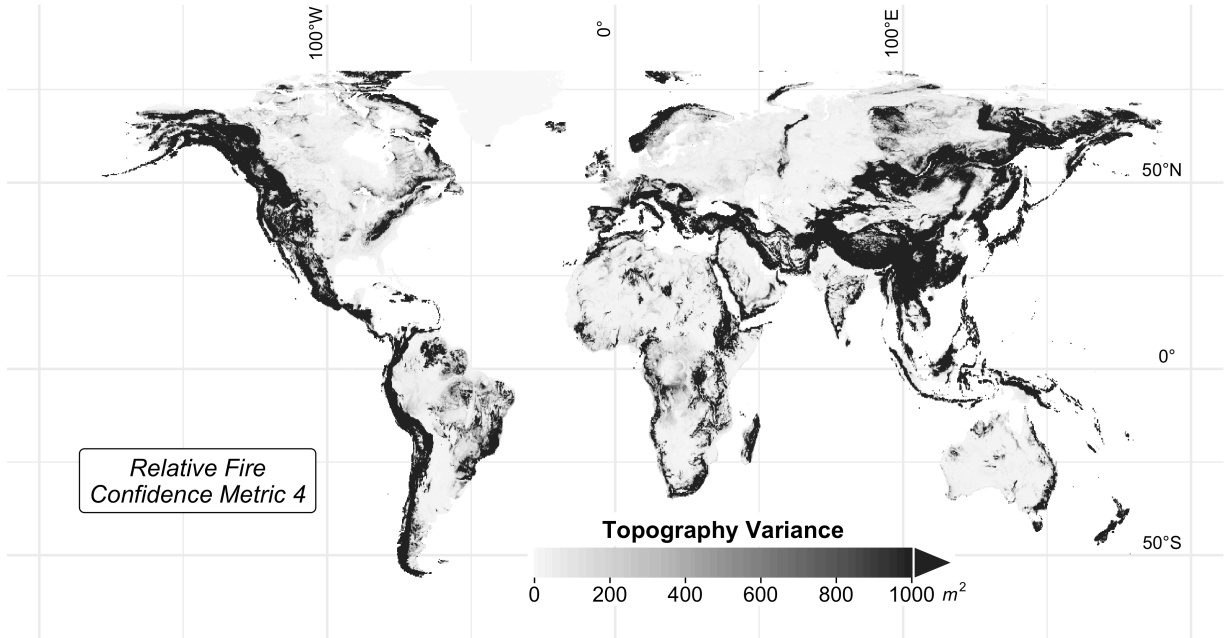 100°W
0°
100°E
50°N
0°
50°S
Relative Fire
Confidence Metric 4
Topography Variance
0 200 400 600 800 1000 m²